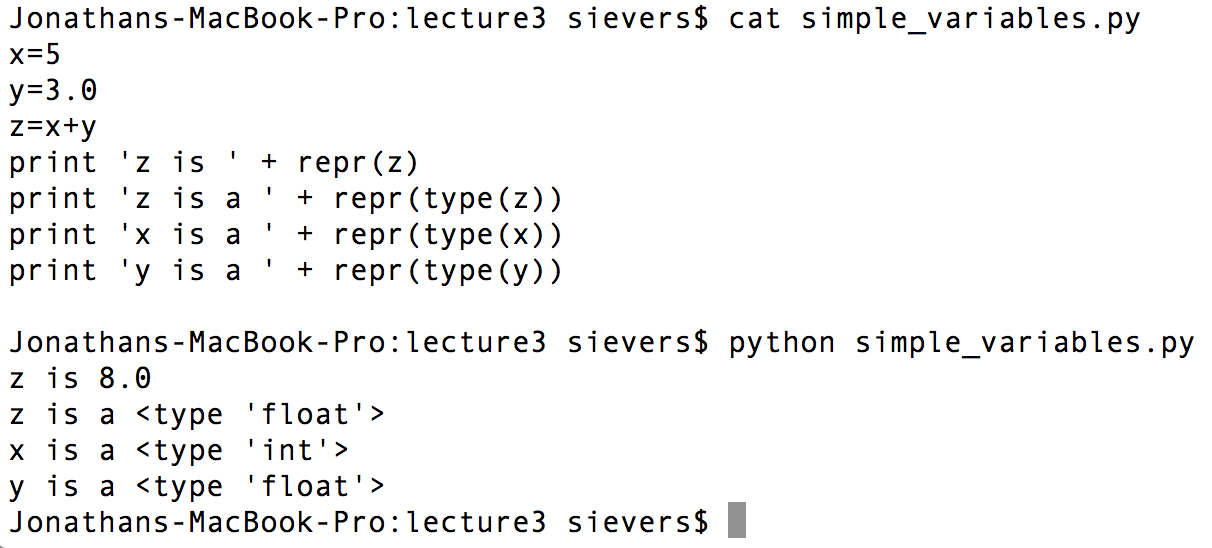 Jonathans-MacBook-Pro:lecture3 sievers$ cat simple_variables.py
x=5
y=3.0
z=x+y
print 'z is ' + repr(z)
print 'z is a ' + repr(type(z))
print 'x is a ' + repr(type(x))
print 'y is a ' + repr(type(y))
Jonathans-MacBook-Pro:lecture3 sievers$ python simple_variables.py
z is 8.0
z is a <type 'float'>
x is a <type 'int'>
y is a <type 'float'>
Jonathans-MacBook-Pro:lecture3 sievers$